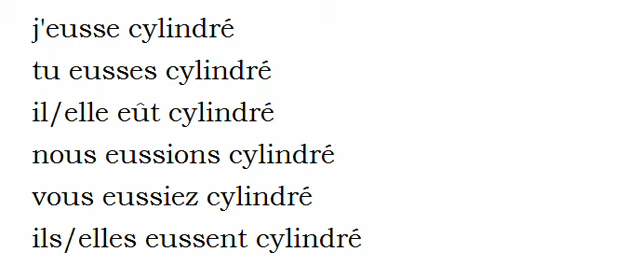 j'eusse cylindré
tu eusses cylindré
il/elle eût cylindré
nous eussions cylindré
vous eussiez cylindré
ils/elles eussent cylindré